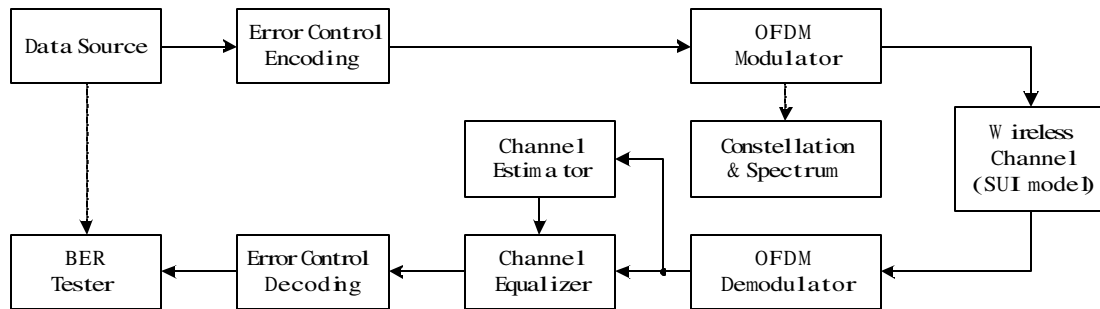 Data Source
Error Control
Encoding
OFDM
Modulator
Channel
Estimator
Constellation
& Spectrum
Wireless
Channel
(SUI model)
BER
Tester
Error Control
Decoding
Channel
Equalizer
OFDM
Demodulator